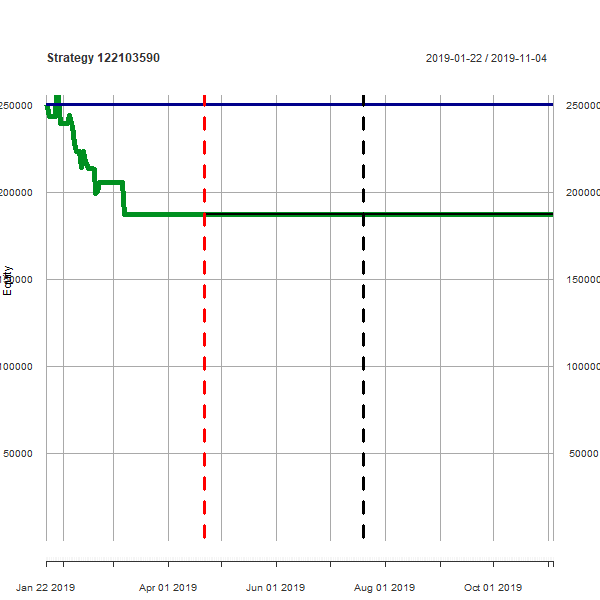 Strategy 122103590
2019-01-22 / 2019-11-04
250000 250000
200000 200000
150000 150000
100000 100000
50000 50000
Equity
Jan 22 2019 Apr 01 2019 Jun 01 2019 Aug 01 2019 Oct 01 2019